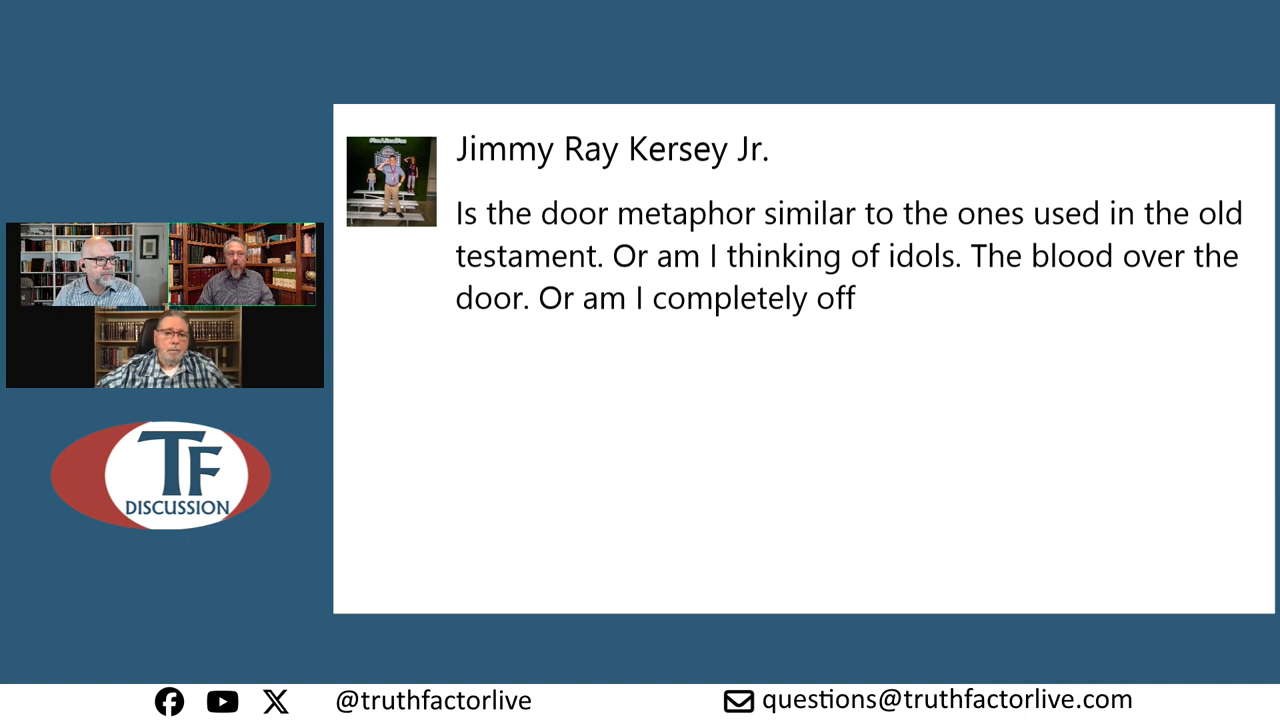 Jimmy Ray Kersey Jr.
Is the door metaphor similar to the ones used in the old
testament. Or am I thinking of idols. The blood over the
door. Or am I completely off
TF
DISCUSSION
@truthfactorlive
questions@truthfactorlive.com